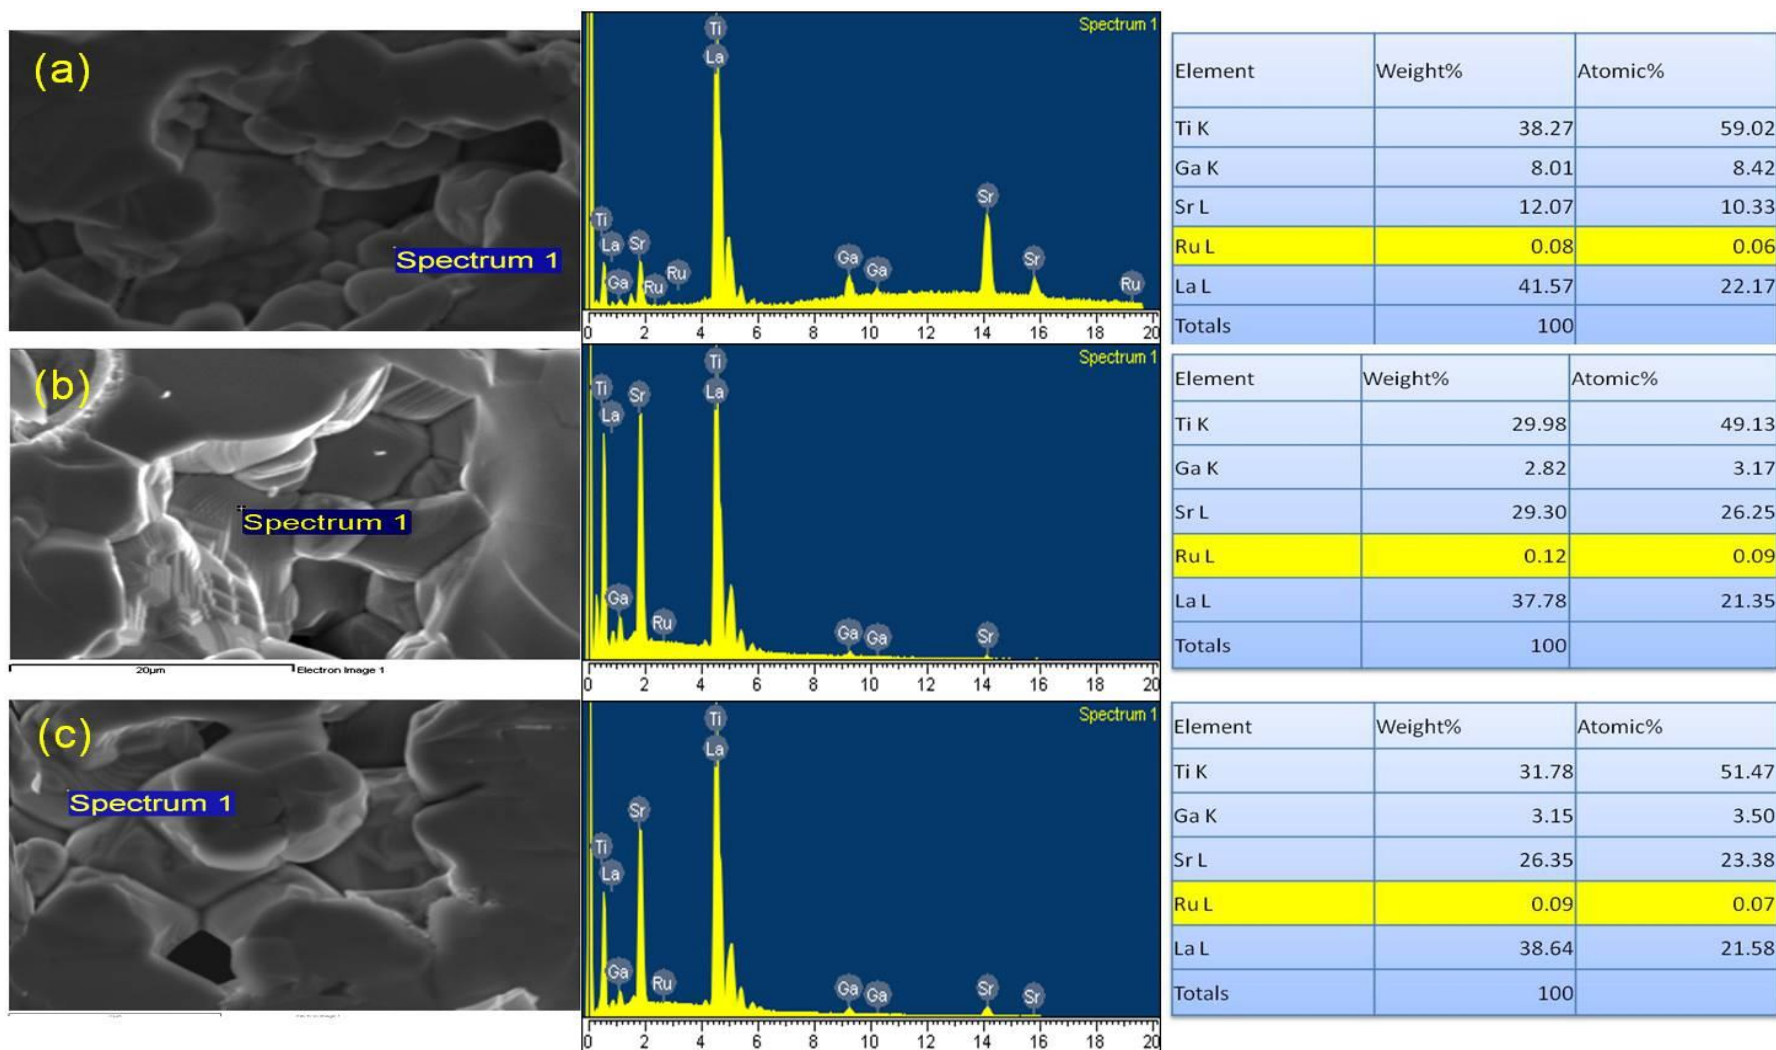 (a)
Spectrum 1
Spectrum 1
Ti
La
Ti
La
Ga
Sr
Ru
Ru
Ga
Ga
Sr
Sr
Ru
0 2 4 6 8 10 12 14 16 18 20
Element Weight% Atomic%
Ti K 38.27 59.02
Ga K 8.01 8.42
Sr L 12.07 10.33
Ru L 0.08 0.06
La L 41.57 22.17
Totals 100
(b)
Spectrum 1
20µm Electron Image 1
Spectrum 1
Ti
La
Ti
La
Sr
Ga
Ru
Ga
Ga
Sr
0 2 4 6 8 10 12 14 16 18 20
Element Weight% Atomic%
Ti K 29.98 49.13
Ga K 2.82 3.17
Sr L 29.30 26.25
Ru L 0.12 0.09
La L 37.78 21.35
Totals 100
(c)
Spectrum 1
Spectrum 1
Ti
La
Sr
Ti
La
Ga
Ru
Ga
Ga
Sr
Sr
0 2 4 6 8 10 12 14 16 18 20
Element Weight% Atomic%
Ti K 31.78 51.47
Ga K 3.15 3.50
Sr L 26.35 23.38
Ru L 0.09 0.07
La L 38.64 21.58
Totals 100